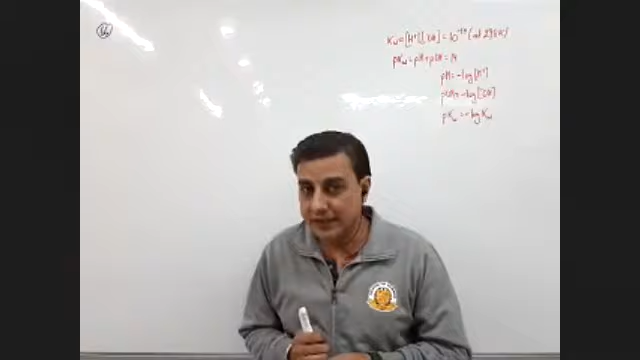 Kw = [H⁺][OH] = 10⁻¹⁴ (at 298K)
pKw = pH + pOH = 14
pH = -log[H⁺]
pOH = -log[OH]
pKw = -log Kw